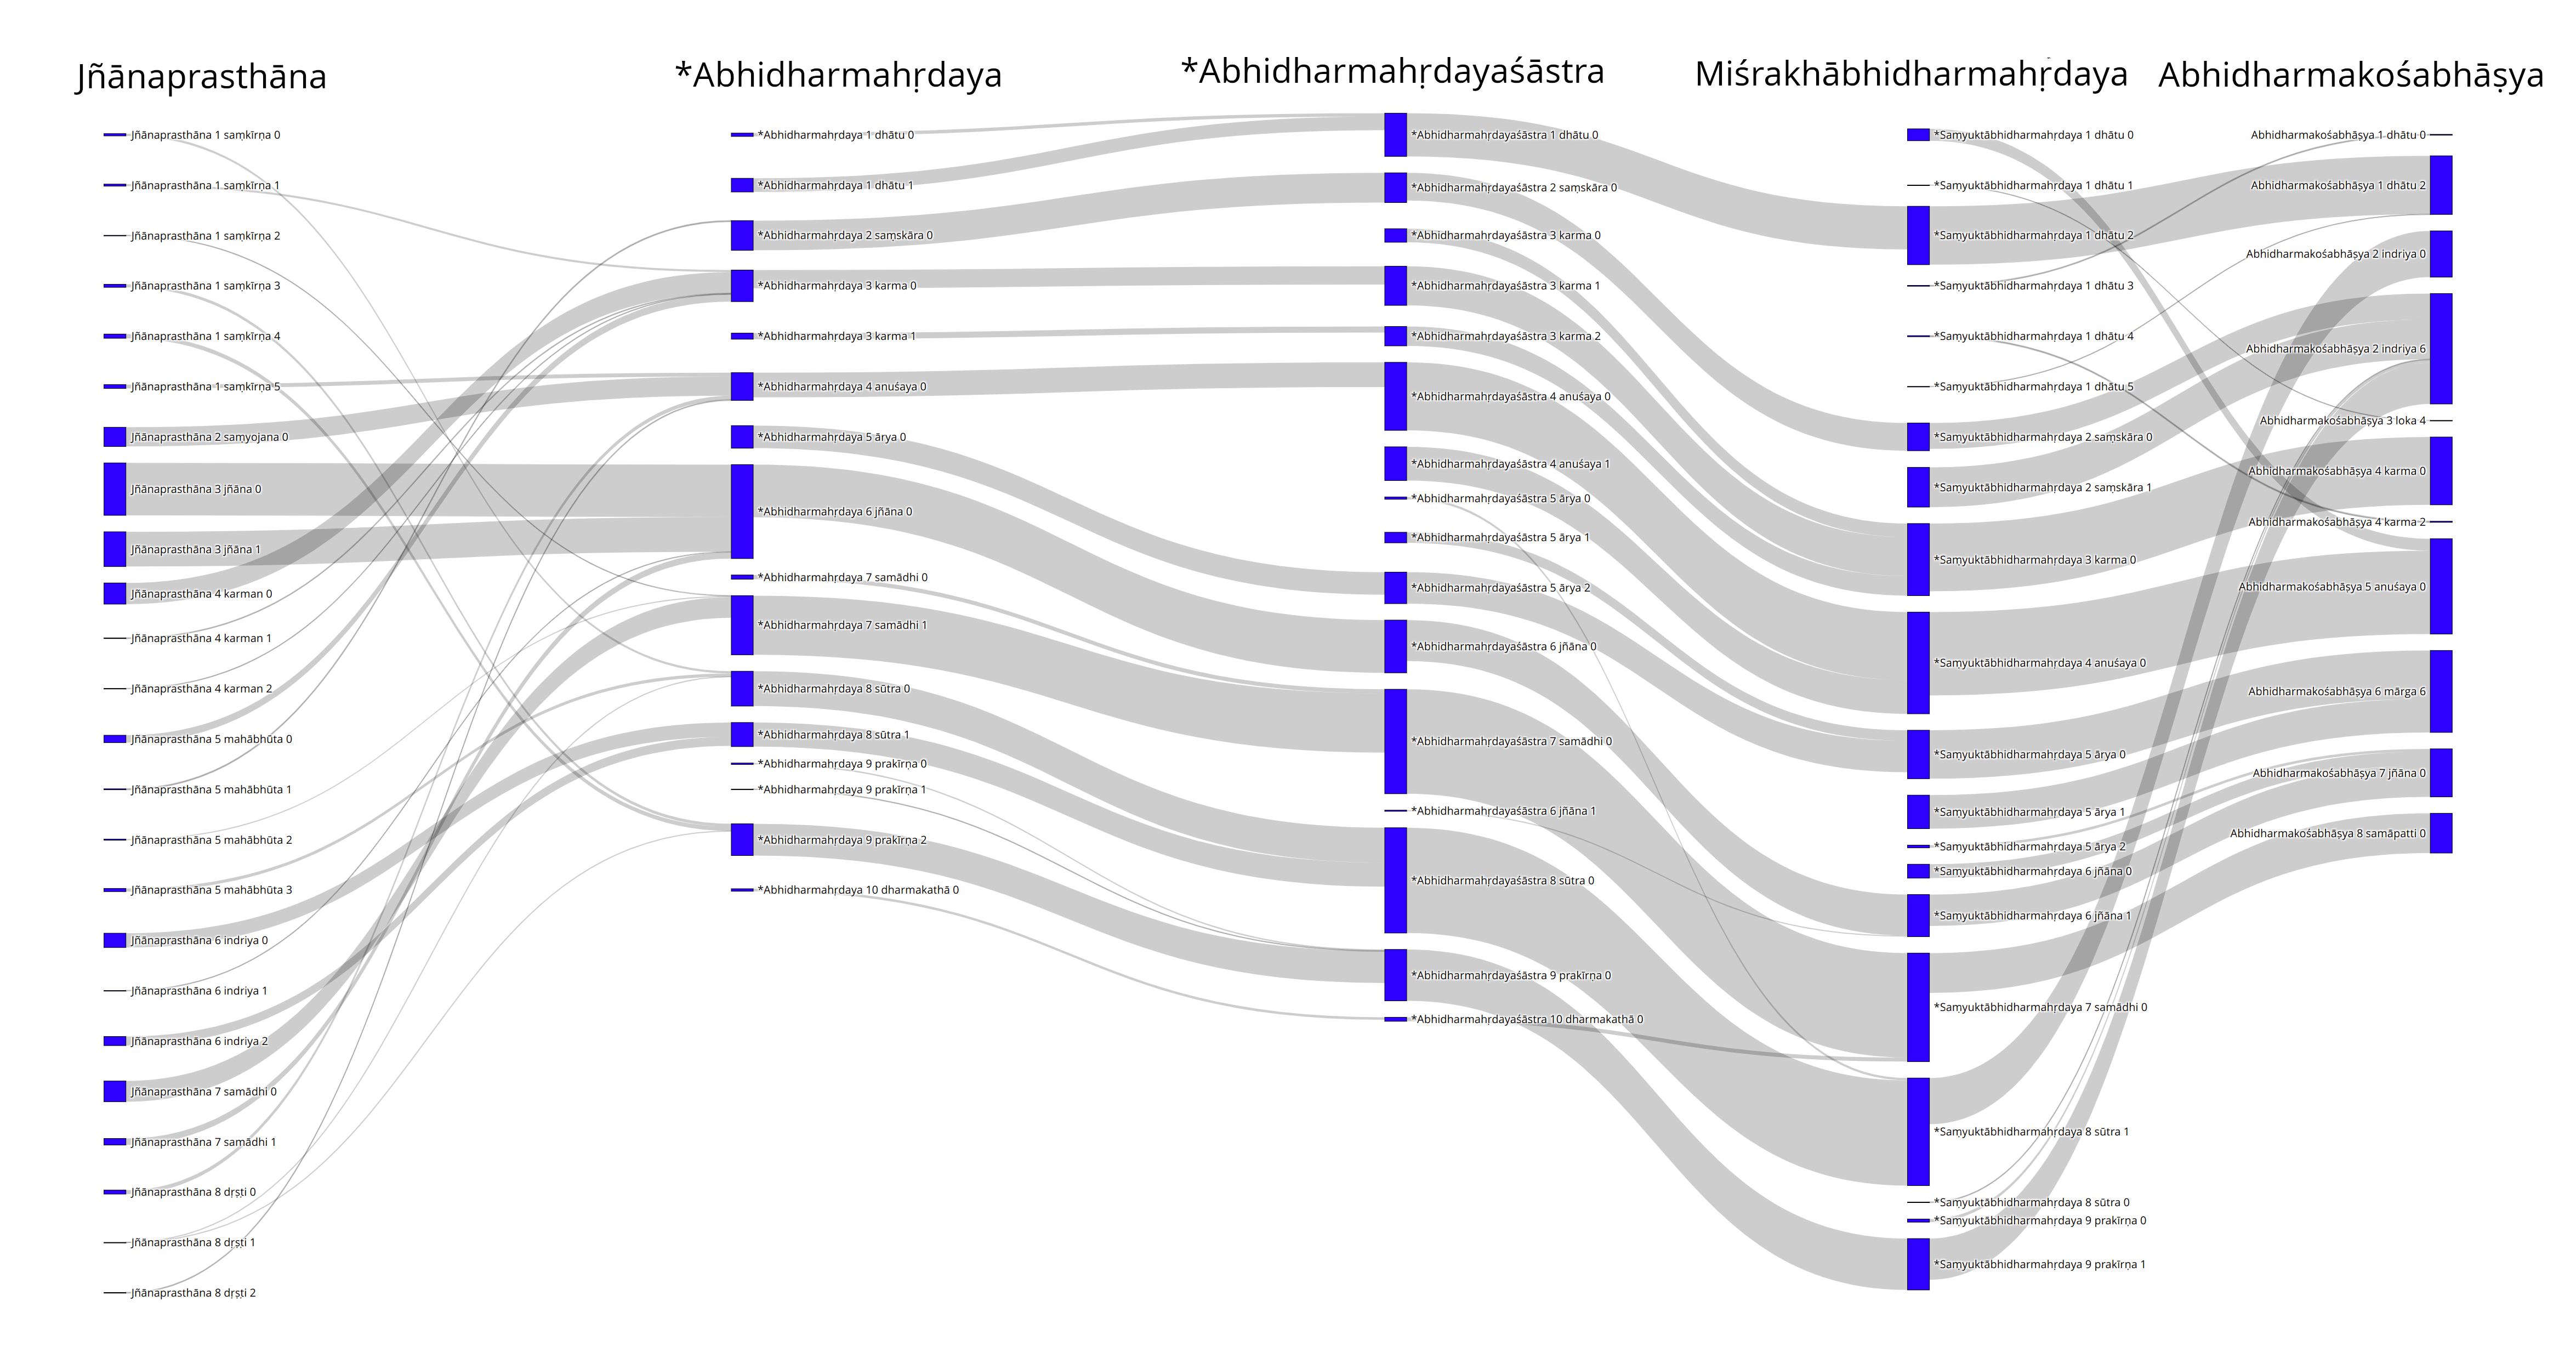 Jñānaprasthāna
*Abhidharmahṛdaya
*Abhidharmahṛdayaśāstra
Miśrakhābhidharmahṛdaya
Abhidharmakośabhāṣya
Jñānaprasthāna 1 saṃkīrṇa 0
Jñānaprasthāna 1 saṃkīrṇa 1
Jñānaprasthāna 1 saṃkīrṇa 2
Jñānaprasthāna 1 saṃkīrṇa 3
Jñānaprasthāna 1 saṃkīrṇa 4
Jñānaprasthāna 1 saṃkīrṇa 5
Jñānaprasthāna 2 saṃyojana 0
Jñānaprasthāna 3 jñāna 0
Jñānaprasthāna 3 jñāna 1
Jñānaprasthāna 4 karman 0
Jñānaprasthāna 4 karman 1
Jñānaprasthāna 4 karman 2
Jñānaprasthāna 5 mahābhūta 0
Jñānaprasthāna 5 mahābhūta 1
Jñānaprasthāna 5 mahābhūta 2
Jñānaprasthāna 5 mahābhūta 3
Jñānaprasthāna 6 indriya 0
Jñānaprasthāna 6 indriya 1
Jñānaprasthāna 6 indriya 2
Jñānaprasthāna 7 samādhi 0
Jñānaprasthāna 7 samādhi 1
Jñānaprasthāna 8 dṛṣṭi 0
Jñānaprasthāna 8 dṛṣṭi 1
Jñānaprasthāna 8 dṛṣṭi 2
*Abhidharmahṛdaya 1 dhātu 0
*Abhidharmahṛdaya 1 dhātu 1
*Abhidharmahṛdaya 2 saṃskāra 0
*Abhidharmahṛdaya 3 karma 0
*Abhidharmahṛdaya 3 karma 1
*Abhidharmahṛdaya 4 anuśaya 0
*Abhidharmahṛdaya 5 ārya 0
*Abhidharmahṛdaya 6 jñāna 0
*Abhidharmahṛdaya 7 samādhi 0
*Abhidharmahṛdaya 7 samādhi 1
*Abhidharmahṛdaya 8 sūtra 0
*Abhidharmahṛdaya 8 sūtra 1
*Abhidharmahṛdaya 9 prakīrṇa 0
*Abhidharmahṛdaya 9 prakīrṇa 1
*Abhidharmahṛdaya 9 prakīrṇa 2
*Abhidharmahṛdaya 10 dharmakathā 0
*Abhidharmahṛdayaśāstra 1 dhātu 0
*Abhidharmahṛdayaśāstra 2 saṃskāra 0
*Abhidharmahṛdayaśāstra 3 karma 0
*Abhidharmahṛdayaśāstra 3 karma 1
*Abhidharmahṛdayaśāstra 3 karma 2
*Abhidharmahṛdayaśāstra 4 anuśaya 0
*Abhidharmahṛdayaśāstra 4 anuśaya 1
*Abhidharmahṛdayaśāstra 5 ārya 0
*Abhidharmahṛdayaśāstra 5 ārya 1
*Abhidharmahṛdayaśāstra 5 ārya 2
*Abhidharmahṛdayaśāstra 6 jñāna 0
*Abhidharmahṛdayaśāstra 7 samādhi 0
*Abhidharmahṛdayaśāstra 6 jñāna 1
*Abhidharmahṛdayaśāstra 8 sūtra 0
*Abhidharmahṛdayaśāstra 9 prakīrṇa 0
*Abhidharmahṛdayaśāstra 10 dharmakathā 0
*Saṃyuktābhidharmahṛdaya 1 dhātu 0
*Saṃyuktābhidharmahṛdaya 1 dhātu 1
*Saṃyuktābhidharmahṛdaya 1 dhātu 2
*Saṃyuktābhidharmahṛdaya 1 dhātu 3
*Saṃyuktābhidharmahṛdaya 1 dhātu 4
*Saṃyuktābhidharmahṛdaya 1 dhātu 5
*Saṃyuktābhidharmahṛdaya 2 saṃskāra 0
*Saṃyuktābhidharmahṛdaya 2 saṃskāra 1
*Saṃyuktābhidharmahṛdaya 3 karma 0
*Saṃyuktābhidharmahṛdaya 4 anuśaya 0
*Saṃyuktābhidharmahṛdaya 5 ārya 0
*Saṃyuktābhidharmahṛdaya 5 ārya 1
*Saṃyuktābhidharmahṛdaya 5 ārya 2
*Saṃyuktābhidharmahṛdaya 6 jñāna 0
*Saṃyuktābhidharmahṛdaya 6 jñāna 1
*Saṃyuktābhidharmahṛdaya 7 samādhi 0
*Saṃyuktābhidharmahṛdaya 8 sūtra 1
*Saṃyuktābhidharmahṛdaya 8 sūtra 0
*Saṃyuktābhidharmahṛdaya 9 prakīrṇa 0
*Saṃyuktābhidharmahṛdaya 9 prakīrṇa 1
Abhidharmakośabhāṣya 1 dhātu 0
Abhidharmakośabhāṣya 1 dhātu 2
Abhidharmakośabhāṣya 2 indriya 0
Abhidharmakośabhāṣya 2 indriya 6
Abhidharmakośabhāṣya 3 loka 4
Abhidharmakośabhāṣya 4 karma 0
Abhidharmakośabhāṣya 4 karma 2
Abhidharmakośabhāṣya 5 anuśaya 0
Abhidharmakośabhāṣya 6 mārga 6
Abhidharmakośabhāṣya 7 jñāna 0
Abhidharmakośabhāṣya 8 samāpatti 0